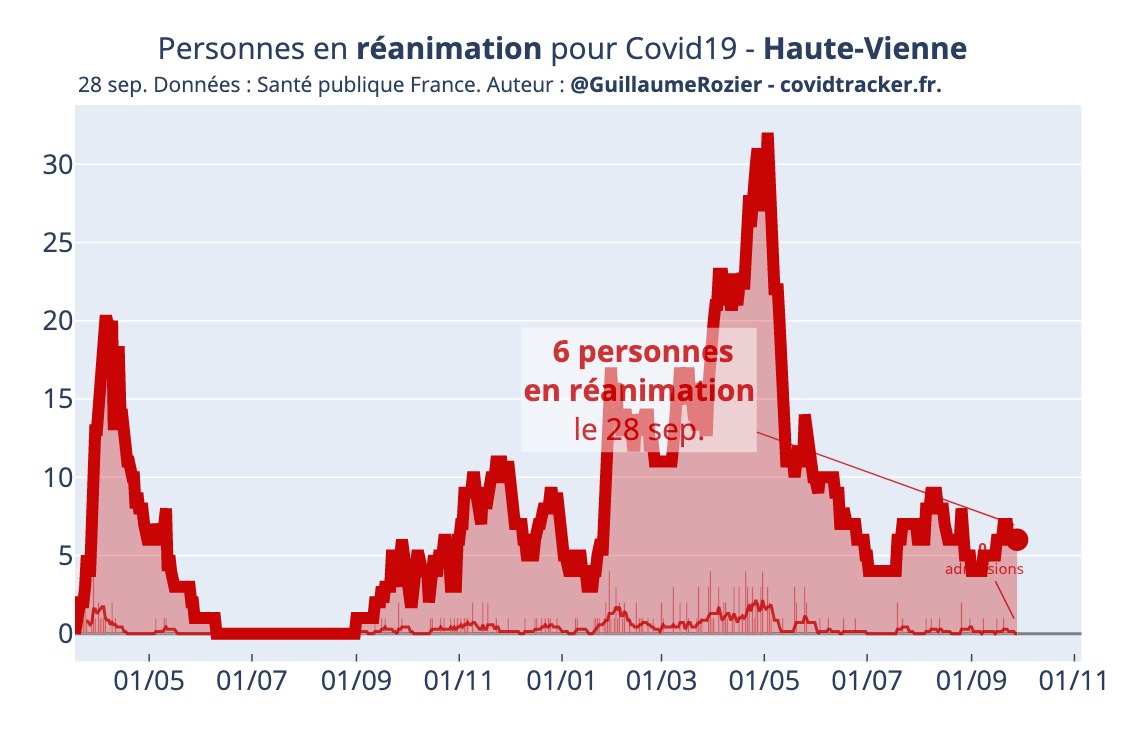 Personnes en réanimation pour Covid19 - Haute-Vienne
28 sep. Données : Santé publique France. Auteur : @GuillaumeRozier - covidtracker.fr.
30
25
20
15
10
5
0
6 personnes
en réanimation
le 28 sep.
0
admissions
01/05 01/07 01/09 01/11 01/01 01/03 01/05 01/07 01/09 01/11